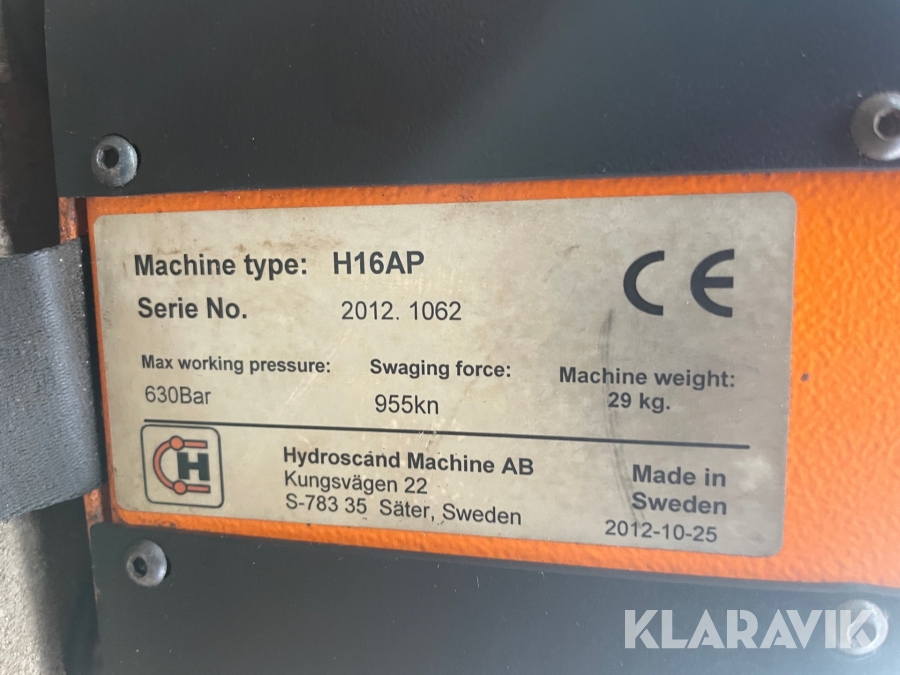 Machine type: H16AP
CE
Serie No. 2012. 1062
Max working pressure: Swaging force: Machine weight:
630Bar 955kn 29 kg.
H
Hydroscand Machine AB
Kungsvägen 22
S-783 35 Säter, Sweden
Made in
Sweden
2012-10-25
KLARAVIK